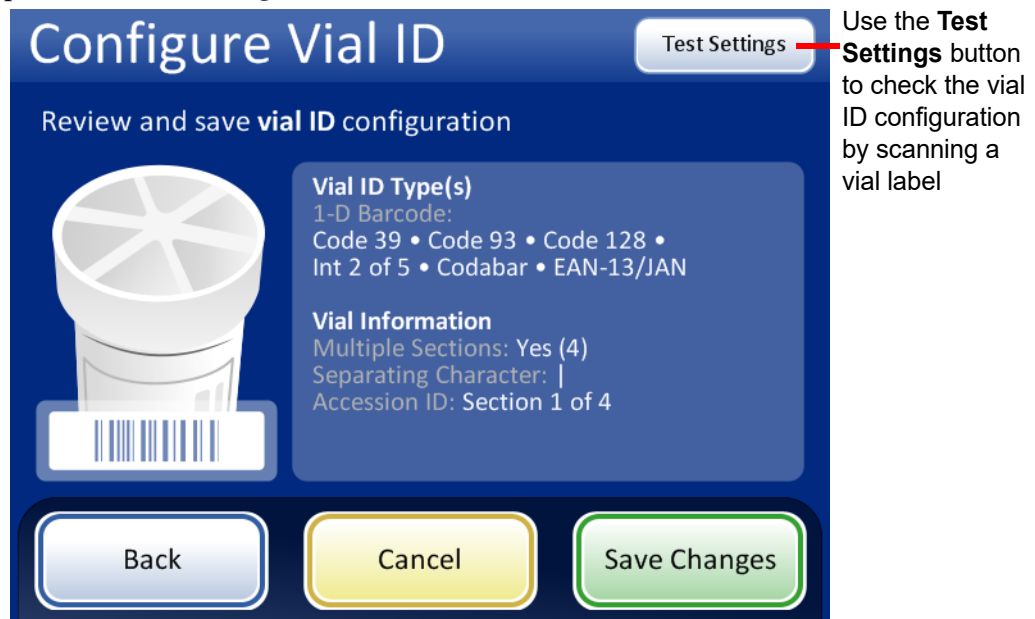 Configure Vial ID
Test Settings
Use the Test
Settings button
to check the vial
ID configuration
by scanning a
vial label
Review and save vial ID configuration
Vial ID Type(s)
1-D Barcode:
Code 39 • Code 93 • Code 128 •
Int 2 of 5 • Codabar • EAN-13/JAN
Vial Information
Multiple Sections: Yes (4)
Separating Character: |
Accession ID: Section 1 of 4
Back
Cancel
Save Changes